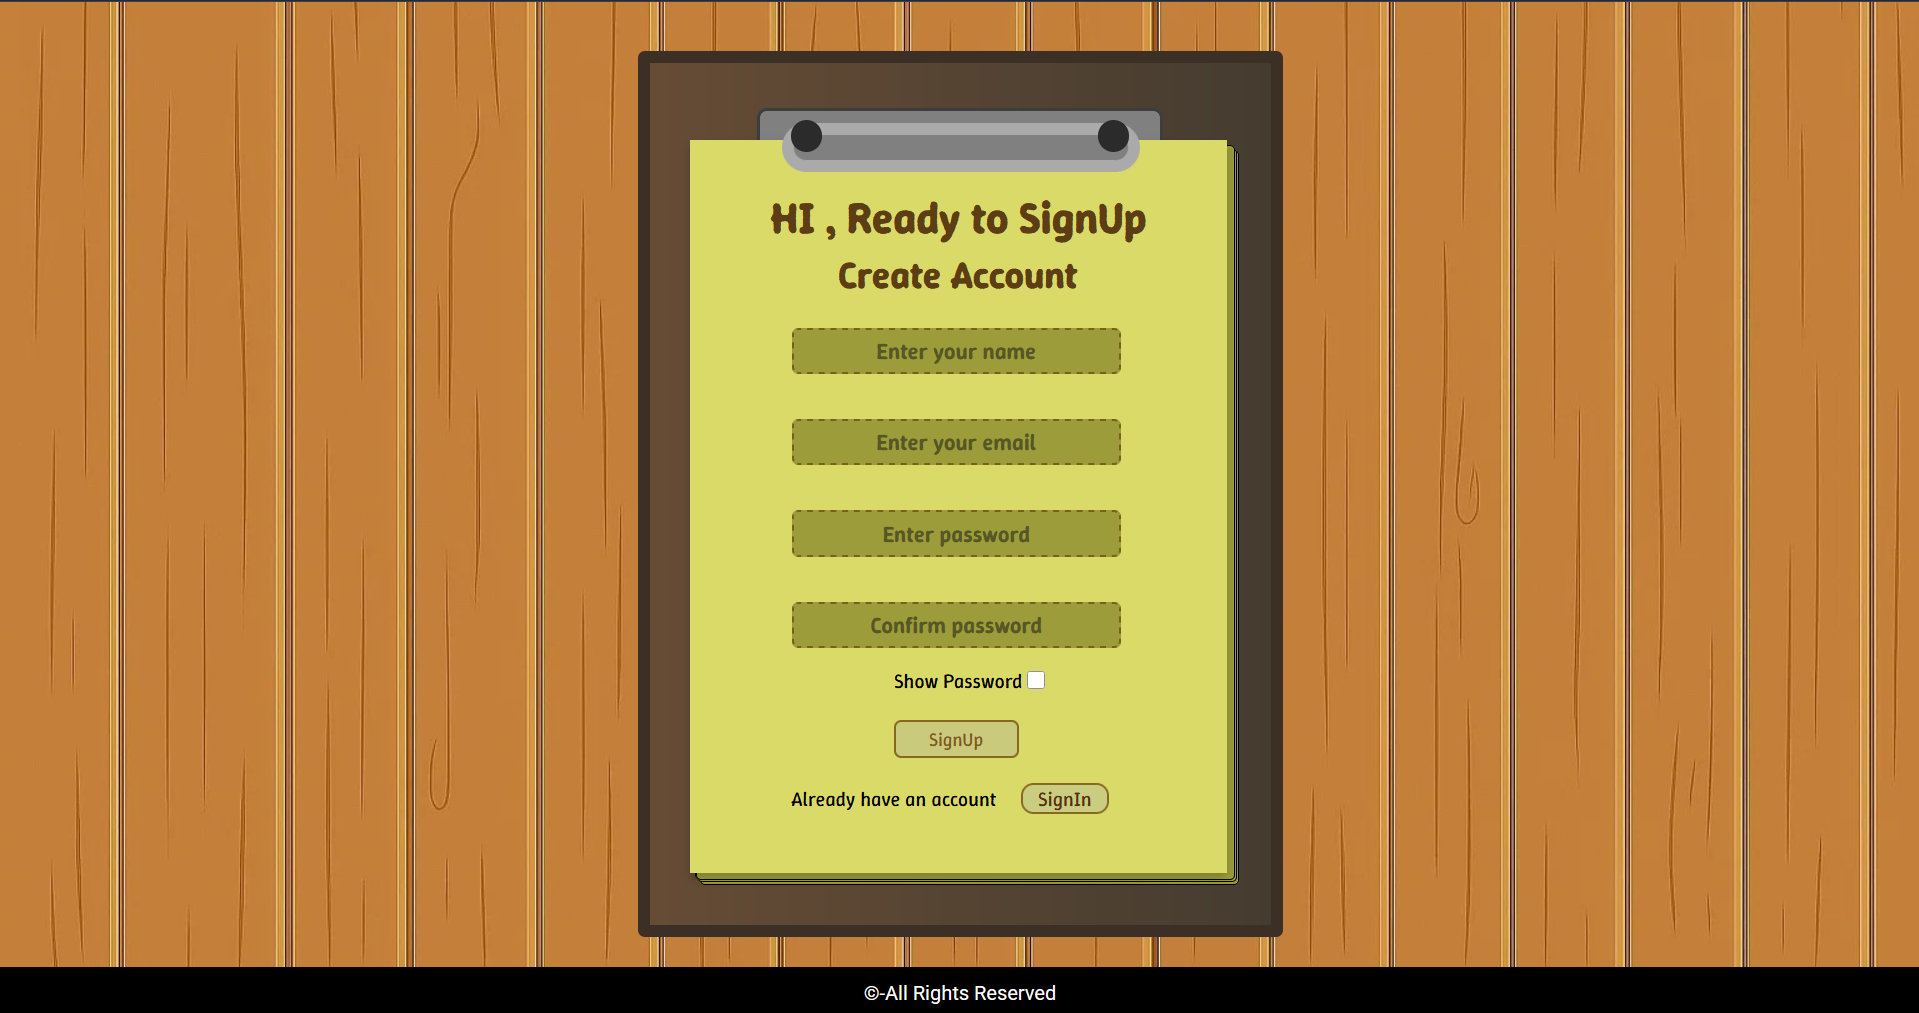 HI , Ready to SignUp
Create Account
Enter your name
Enter your email
Enter password
Confirm password
Show Password
SignUp
Already have an account SignIn
©-All Rights Reserved